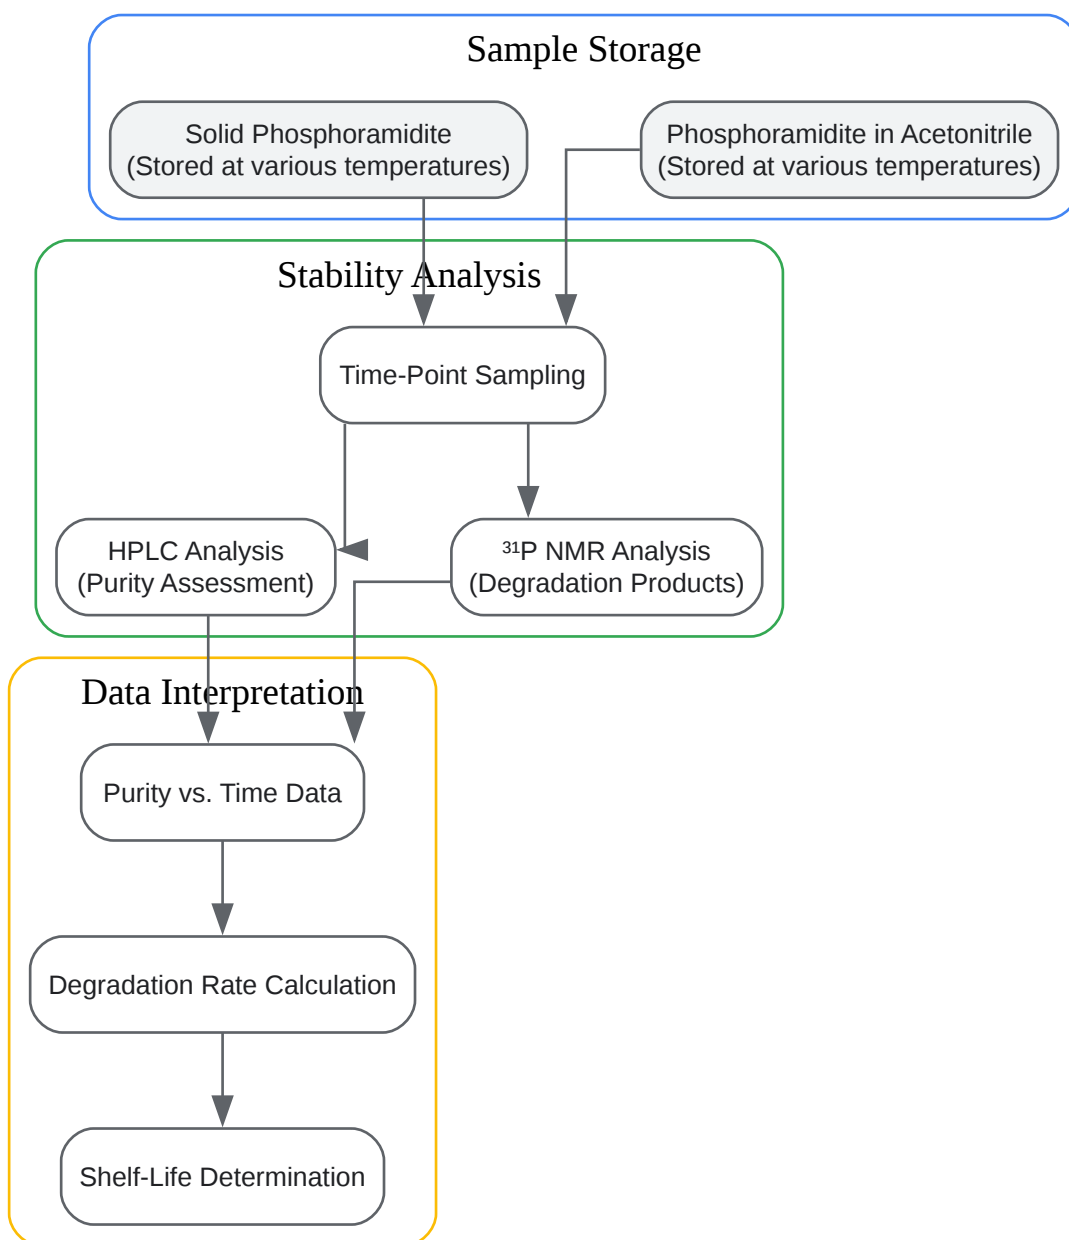 Sample Storage
Solid Phosphoramidite
(Stored at various temperatures)
Phosphoramidite in Acetonitrile
(Stored at various temperatures)
Stability Analysis
Time-Point Sampling
HPLC Analysis
(Purity Assessment)
³¹P NMR Analysis
(Degradation Products)
Data Interpretation
Purity vs. Time Data
Degradation Rate Calculation
Shelf-Life Determination